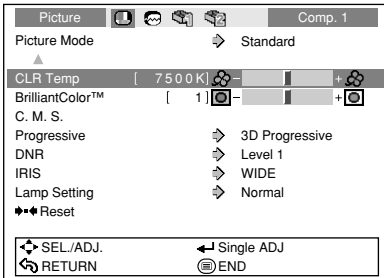 Picture Comp. 1
Picture Mode Standard
CLR Temp [ 7500K] - +
BrilliantColor™ [ 1] - +
C. M. S.
Progressive 3D Progressive
DNR Level 1
IRIS WIDE
Lamp Setting Normal
Reset
SEL./ADJ. Single ADJ
RETURN END